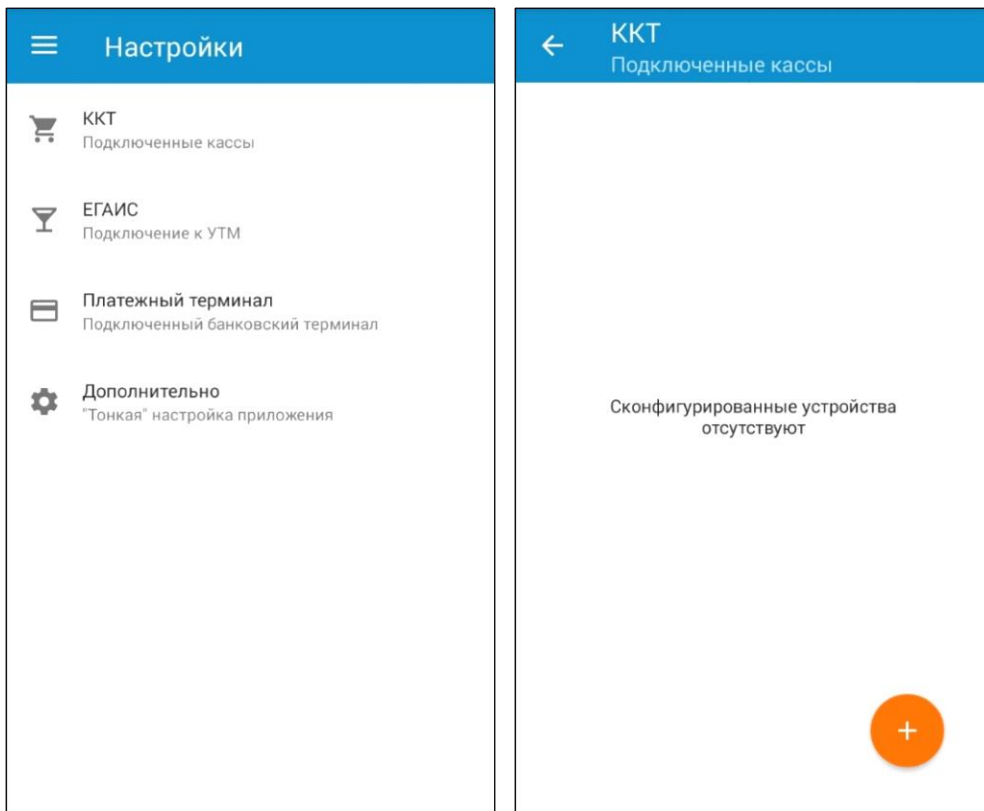 Настройки
ККТ
Подключенные кассы
ЕГАИС
Подключение к УТМ
Платежный терминал
Подключенный банковский терминал
Дополнительно
"Тонкая" настройка приложения
ККТ
Подключенные кассы
Сконфигурированные устройства
отсутствуют